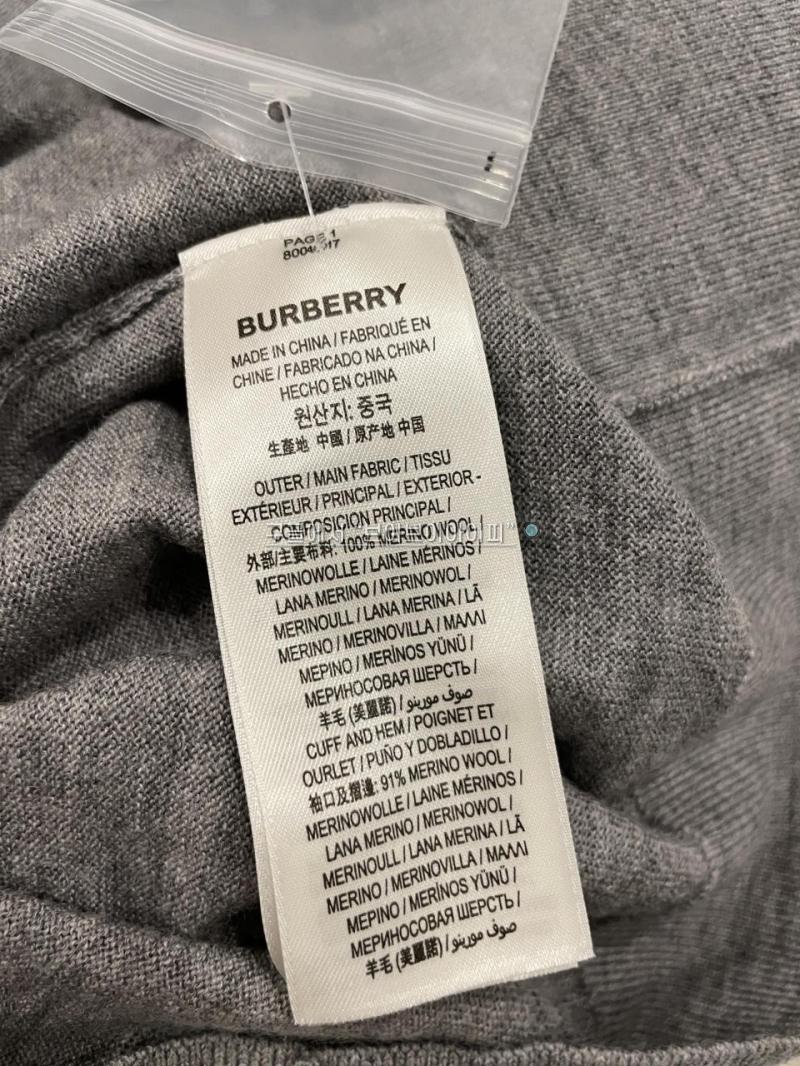 PAGE 1
BURBERRY
MADE IN CHINA / FABRIQUÉ EN
CHINE / FABRICADO NA CHINA /
HECHO EN CHINA
원산지: 중국
生產地 中國 / 原产地 中国
OUTER / MAIN FABRIC / TISSU
EXTÉRIEUR / PRINCIPAL / EXTERIOR -
COMPOSICION PRINCIPAL /
外部/主要布料: 100% MERINO WOOL /
MERINOWOLLE / LAINE MÉRINOS /
LANA MERINO / MERINOWOL /
MERINOULL / LANA MERINA / LÃ
MERINO / MERINOVILLA / ΜΑΛΛΙ
ΜΕΡΙΝΟ / MERİNOS YÜNÜ /
МЕРИНОСОВАЯ ШЕРСТЬ /
羊毛 (美麗諾) / صوف مورينو
CUFF AND HEM / POIGNET ET
OURLET / PUÑO Y DOBLADILLO /
袖口及摺邊: 91% MERINO WOOL /
MERINOWOLLE / LAINE MÉRINOS /
LANA MERINO / MERINOWOL /
MERINOULL / LANA MERINA / LÃ
MERINO / MERINOVILLA / ΜΑΛΛΙ
ΜΕΡΙΝΟ / MERİNOS YÜNÜ /
МЕРИНОСОВАЯ ШЕРСТЬ /
羊毛 (美麗諾) / صوف مورينو